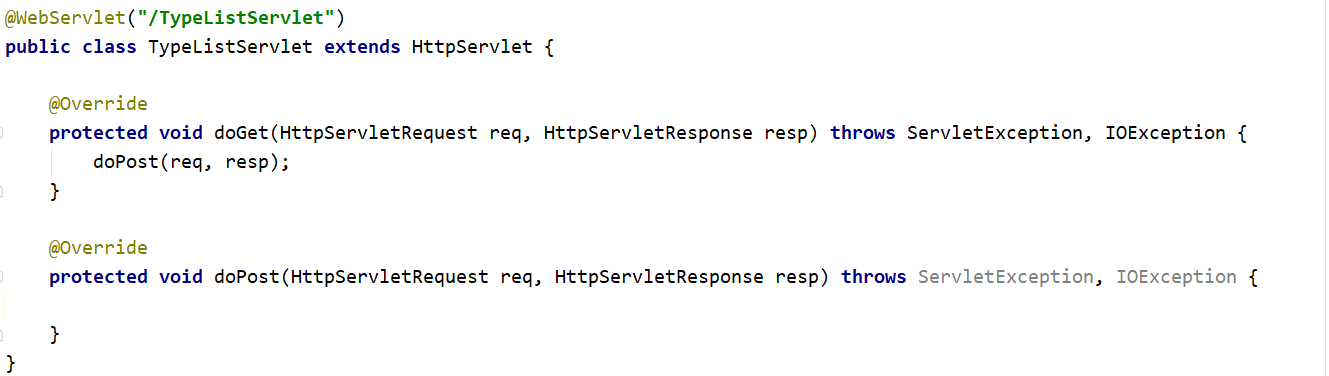 @WebServlet("/TypeListServlet")
public class TypeListServlet extends HttpServlet {
@Override
protected void doGet(HttpServletRequest req, HttpServletResponse resp) throws ServletException, IOException {
doPost(req, resp);
}
@Override
protected void doPost(HttpServletRequest req, HttpServletResponse resp) throws ServletException, IOException {
}
}